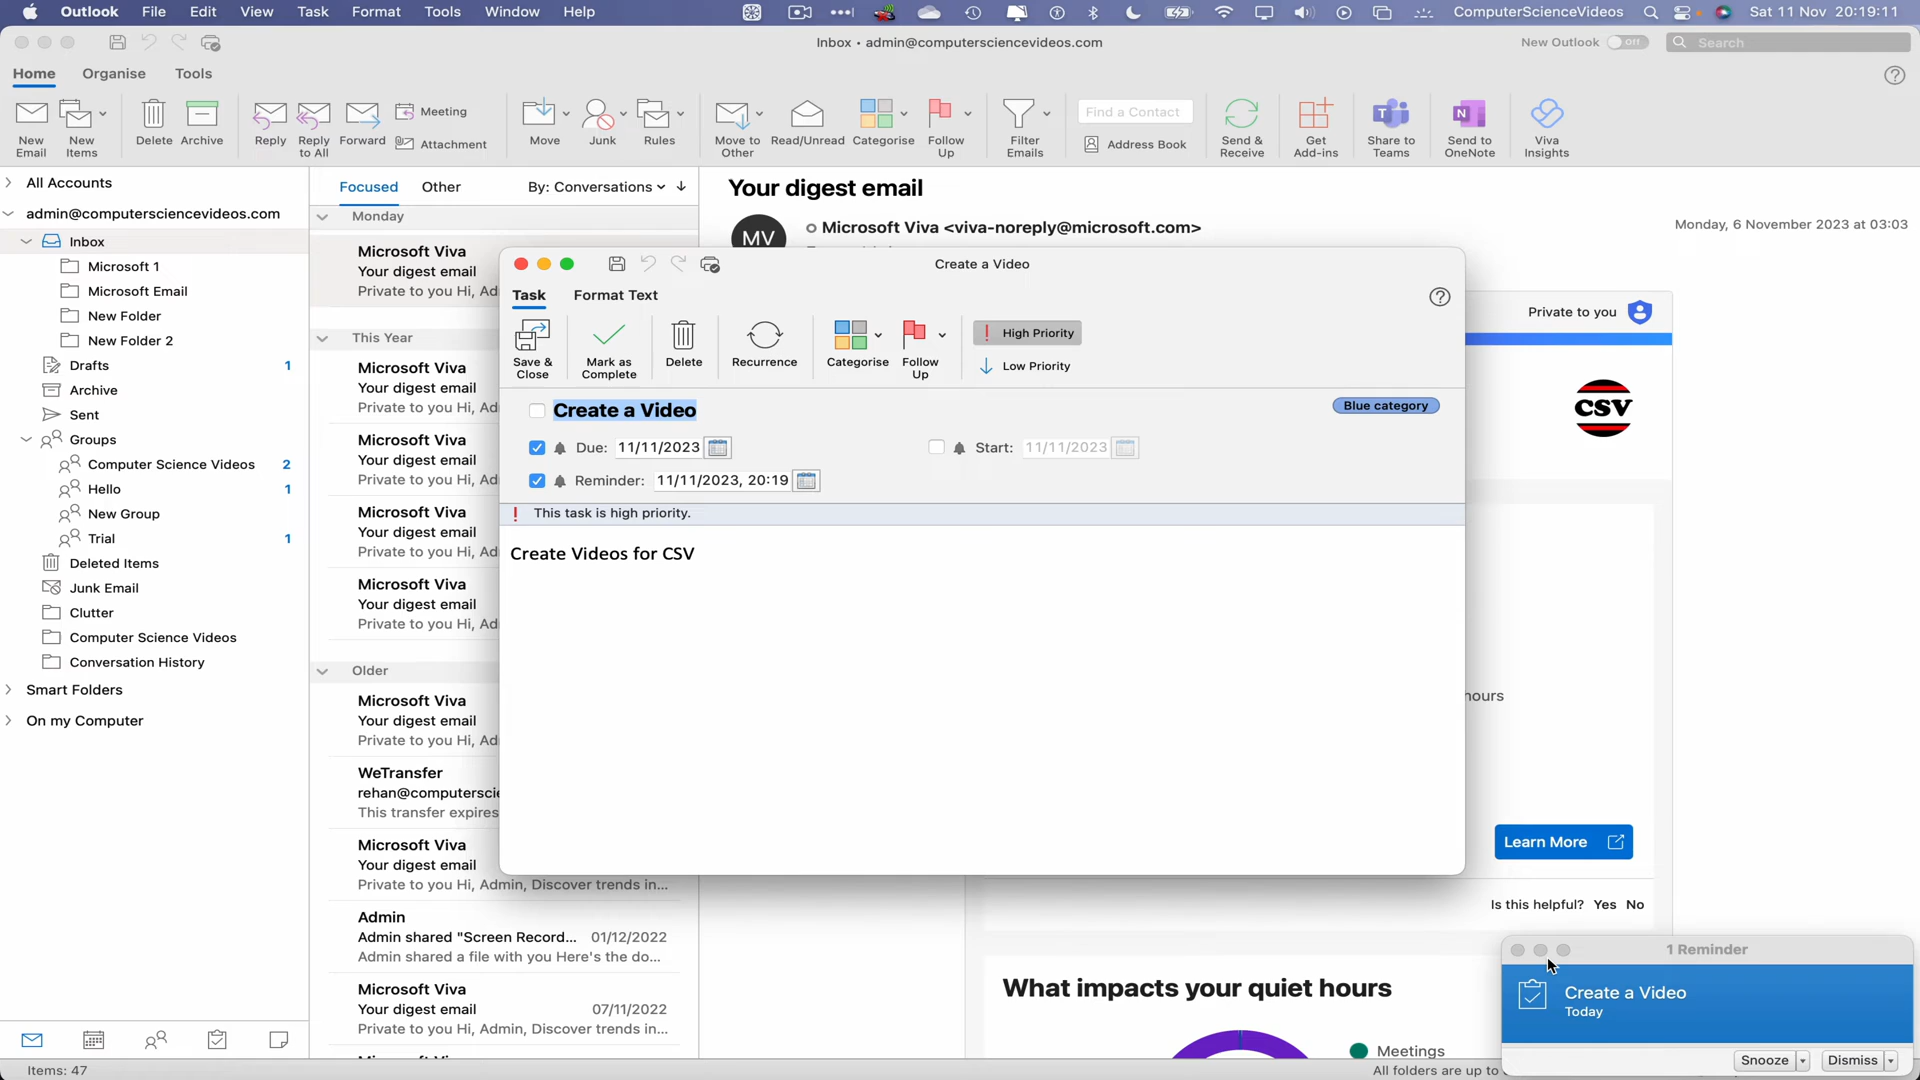 Outlook File Edit View Task Format Tools Window Help ComputerScienceVideos Sat 11 Nov 20:19:11
Inbox • admin@computersciencevideos.com New Outlook Off Search
Home Organise Tools
New Email
New Items
Delete
Archive
Reply
Reply to All
Forward
Meeting
Attachment
Move
Junk
Rules
Move to Other
Read/Unread
Categorise
Follow Up
Filter Emails
Find a Contact
Address Book
Send & Receive
Get Add-ins
Share to Teams
Send to OneNote
Viva Insights
All Accounts
admin@computersciencevideos.com
Inbox
Microsoft 1
Microsoft Email
New Folder
New Folder 2
Drafts 1
Archive
Sent
Groups
Computer Science Videos 2
Hello 1
New Group
Trial 1
Deleted Items
Junk Email
Clutter
Computer Science Videos
Conversation History
Smart Folders
On my Computer
Items: 47
Focused Other By: Conversations
Monday
Microsoft Viva
Your digest email
Private to you Hi, Ad
This Year
Microsoft Viva
Your digest email
Private to you Hi, Ad
Microsoft Viva
Your digest email
Private to you Hi, Ad
Microsoft Viva
Your digest email
Private to you Hi, Ad
Microsoft Viva
Your digest email
Private to you Hi, Ad
Older
Microsoft Viva
Your digest email
Private to you Hi, Ad
WeTransfer
rehan@computerscie
This transfer expires
Microsoft Viva
Your digest email
Private to you Hi, Admin, Discover trends in...
Admin
Admin shared "Screen Record... 01/12/2022
Admin shared a file with you Here's the do...
Microsoft Viva
Your digest email 07/11/2022
Private to you Hi, Admin, Discover trends in...
Your digest email
MV
Microsoft Viva <viva-noreply@microsoft.com>
Monday, 6 November 2023 at 03:03
Private to you
CSV
hours
Learn More
Is this helpful? Yes No
What impacts your quiet hours
Meetings
All folders are up to
Create a Video
Task Format Text
Save & Close
Mark as Complete
Delete
Recurrence
Categorise
Follow Up
High Priority
Low Priority
Create a Video
Blue category
Due: 11/11/2023 Start: 11/11/2023
Reminder: 11/11/2023, 20:19
This task is high priority.
Create Videos for CSV
1 Reminder
Create a Video
Today
Snooze Dismiss